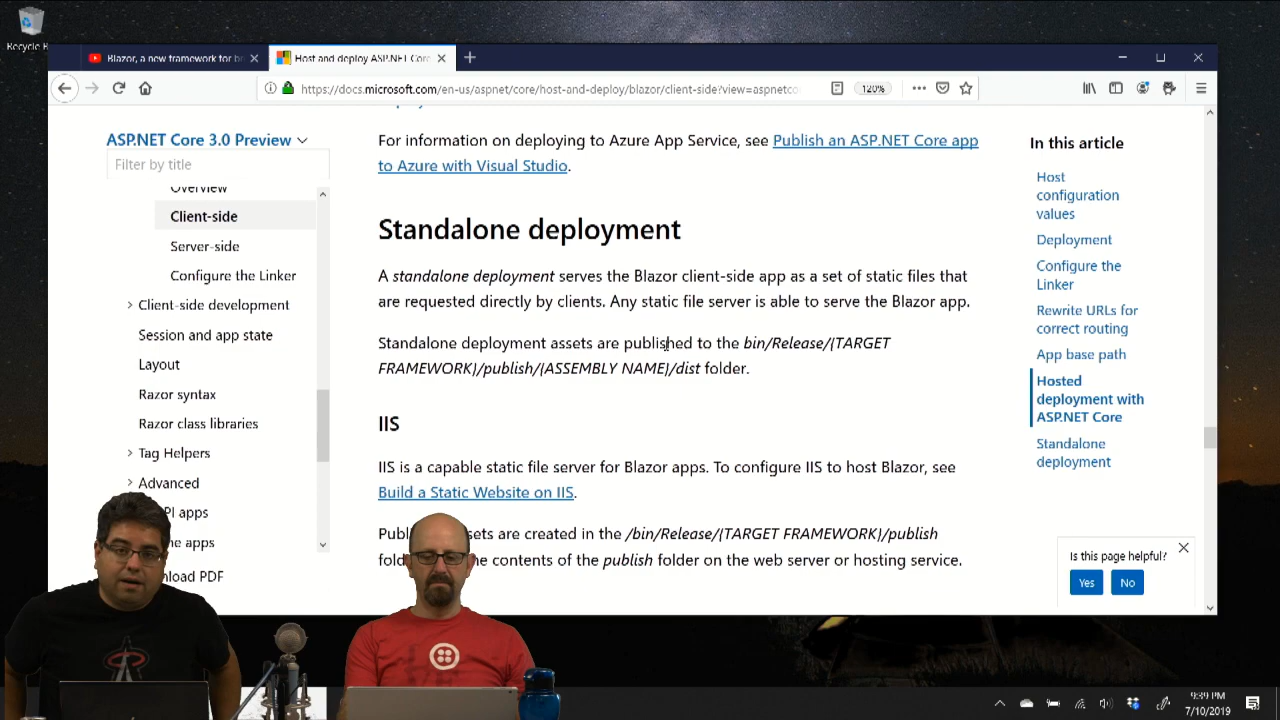 Recycle B
Blazor, a new framework for br
Host and deploy ASP.NET Core
https://docs.microsoft.com/en-us/aspnet/core/host-and-deploy/blazor/client-side?view=aspnetco
120%
ASP.NET Core 3.0 Preview
Filter by title
Overview
Client-side
Server-side
Configure the Linker
Client-side development
Session and app state
Layout
Razor syntax
Razor class libraries
Tag Helpers
Advanced
PI apps
apps
nload PDF
For information on deploying to Azure App Service, see Publish an ASP.NET Core app
to Azure with Visual Studio.
Standalone deployment
A standalone deployment serves the Blazor client-side app as a set of static files that
are requested directly by clients. Any static file server is able to serve the Blazor app.
Standalone deployment assets are published to the bin/Release/{TARGET
FRAMEWORK}/publish/{ASSEMBLY NAME}/dist folder.
IIS
IIS is a capable static file server for Blazor apps. To configure IIS to host Blazor, see
Build a Static Website on IIS.
Publi sets are created in the /bin/Release/{TARGET FRAMEWORK}/publish
fold the contents of the publish folder on the web server or hosting service.
In this article
Host
configuration
values
Deployment
Configure the
Linker
Rewrite URLs for
correct routing
App base path
Hosted
deployment with
ASP.NET Core
Standalone
deployment
Is this page helpful?
Yes
No
9:39 PM
7/10/2019